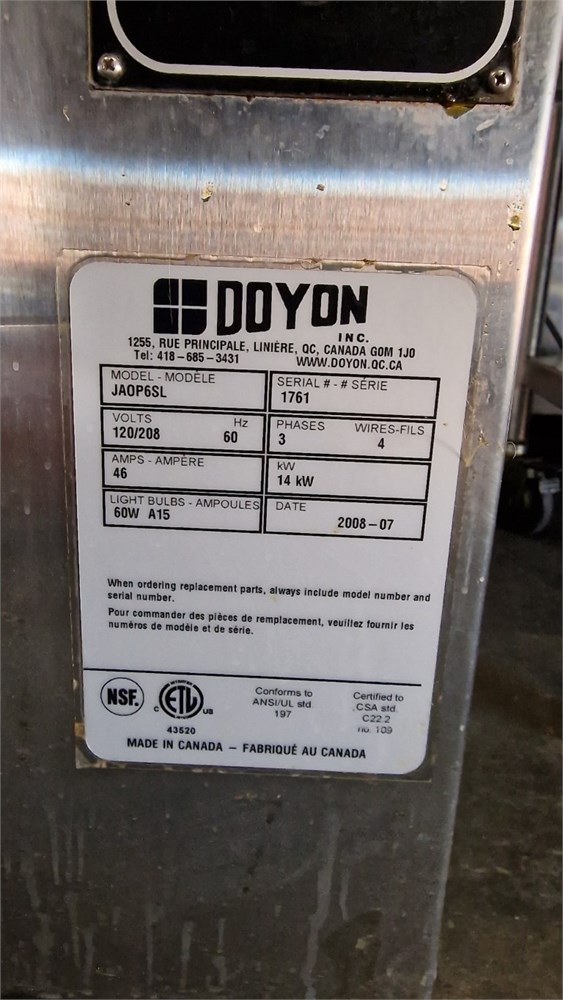 DOYON
INC.
1255, RUE PRINCIPALE, LINIÈRE, QC, CANADA G0M 1J0
Tel: 418-685-3431 WWW.DOYON.QC.CA
MODEL - MODÈLE
JAOP6SL
SERIAL # - # SÉRIE
1761
VOLTS Hz
120/208 60
PHASES WIRES-FILS
3 4
AMPS - AMPÈRE
46
kW
14 kW
LIGHT BULBS - AMPOULES
60W A15
DATE
2008-07
When ordering replacement parts, always include model number and
serial number.
Pour commander des pièces de remplacement, veuillez fournir les
numéros de modèle et de série.
NSF.
C ETL US
43520
Conforms to
ANSI/UL std
197
Certified to
CSA std.
C22.2
no. 109
MADE IN CANADA - FABRIQUÉ AU CANADA